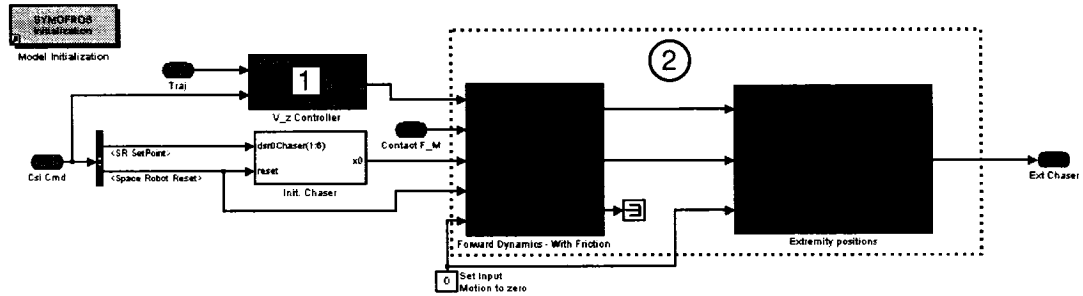 SYMOFROS
Initialization
Model Initialization
2
Traj
1
V_z Controller
Contact F_M
dsr0Chaser(1:6)
x0
reset
Init. Chaser
Csi Cmd
<SR SetPoint>
<Space Robot Reset>
Ext Chaser
Forward Dynamics - With Friction
Extremity positions
0
Set Input
Motion to zero